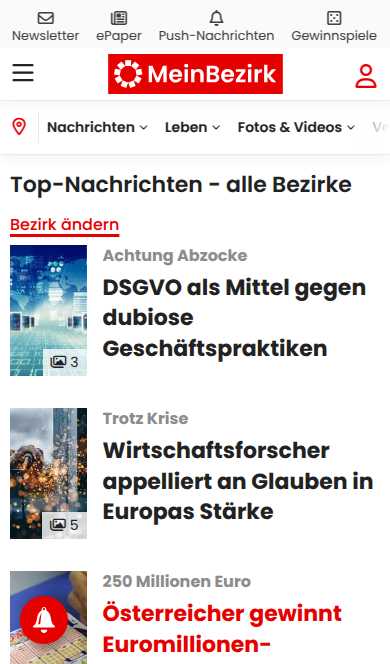 Newsletter ePaper Push-Nachrichten Gewinnspiele
MeinBezirk
Nachrichten Leben Fotos & Videos
Top-Nachrichten - alle Bezirke
Bezirk ändern
Achtung Abzocke
DSGVO als Mittel gegen
dubiose
Geschäftspraktiken
3
Trotz Krise
Wirtschaftsforscher
appelliert an Glauben in
Europas Stärke
5
250 Millionen Euro
Österreicher gewinnt
Euromillionen-